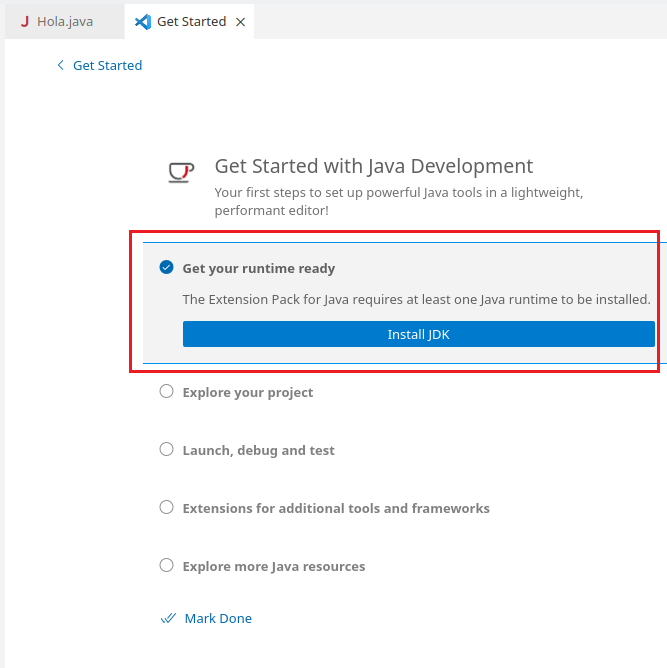 Hola.java
Get Started
Get Started
Get Started with Java Development
Your first steps to set up powerful Java tools in a lightweight,
performant editor!
Get your runtime ready
The Extension Pack for Java requires at least one Java runtime to be installed.
Install JDK
Explore your project
Launch, debug and test
Extensions for additional tools and frameworks
Explore more Java resources
Mark Done